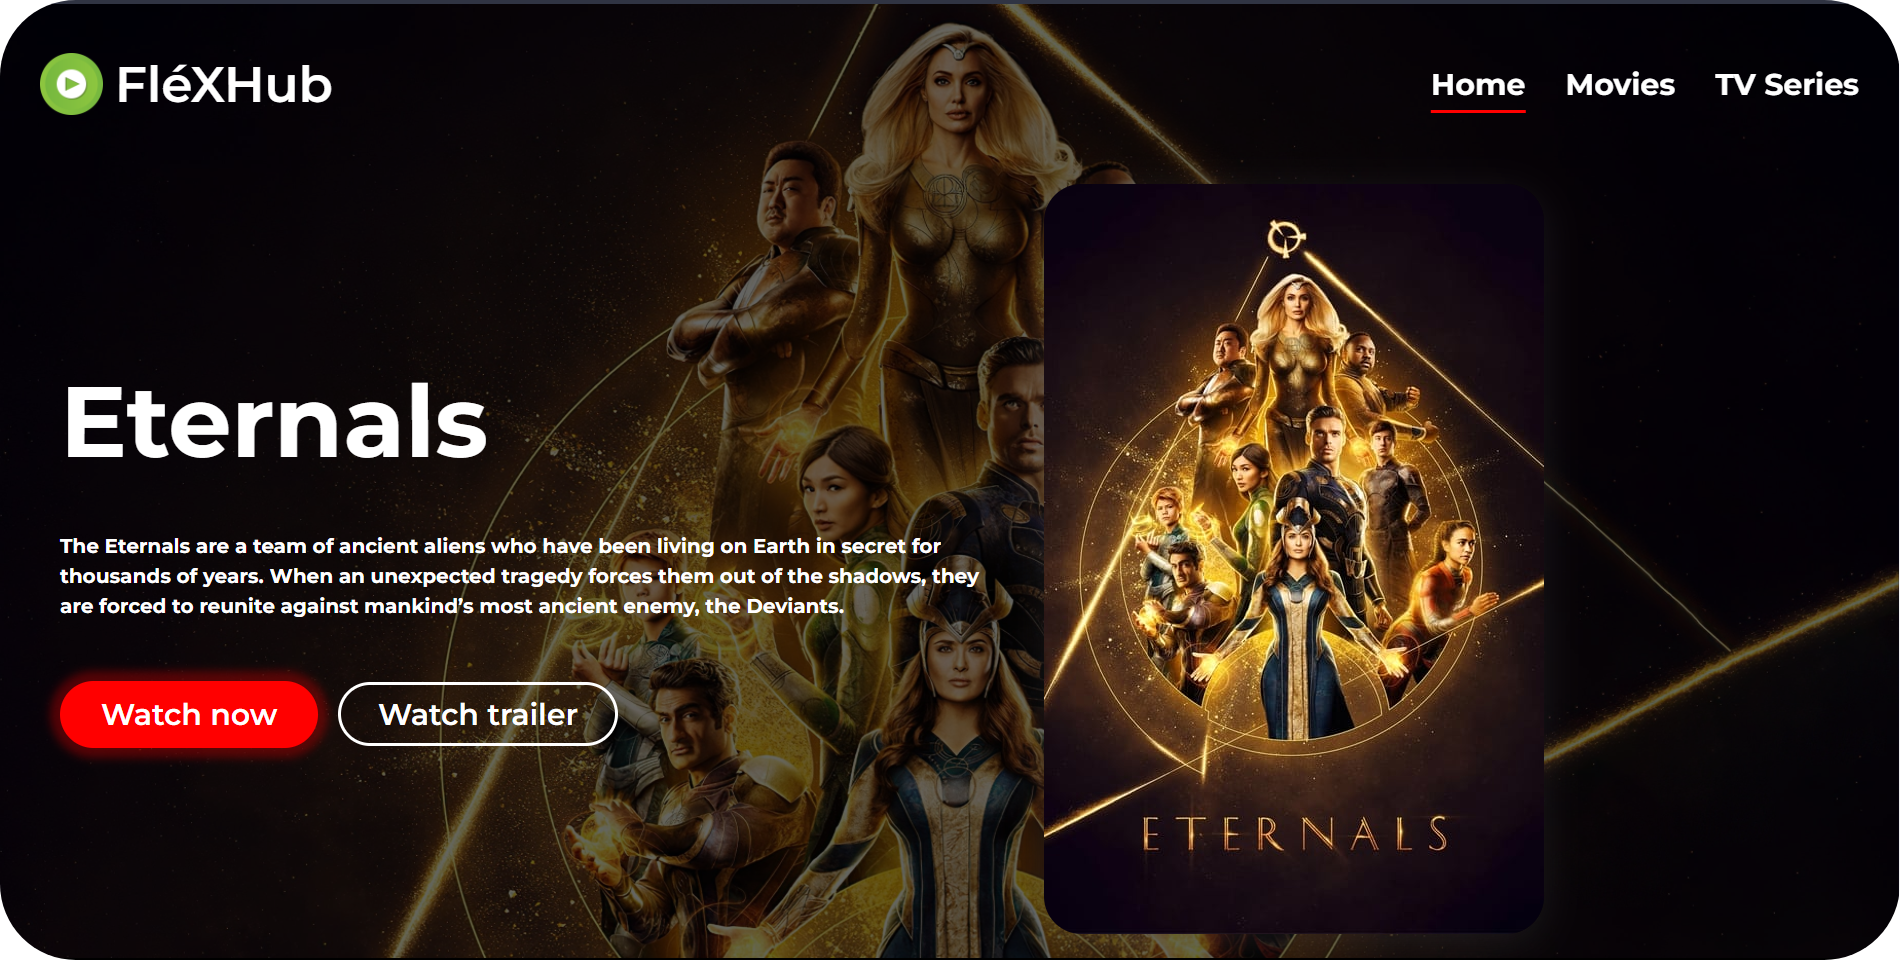 FléXHub
Home
Movies
TV Series
Eternals
The Eternals are a team of ancient aliens who have been living on Earth in secret for
thousands of years. When an unexpected tragedy forces them out of the shadows, they
are forced to reunite against mankind’s most ancient enemy, the Deviants.
Watch now
Watch trailer
ETERNALS